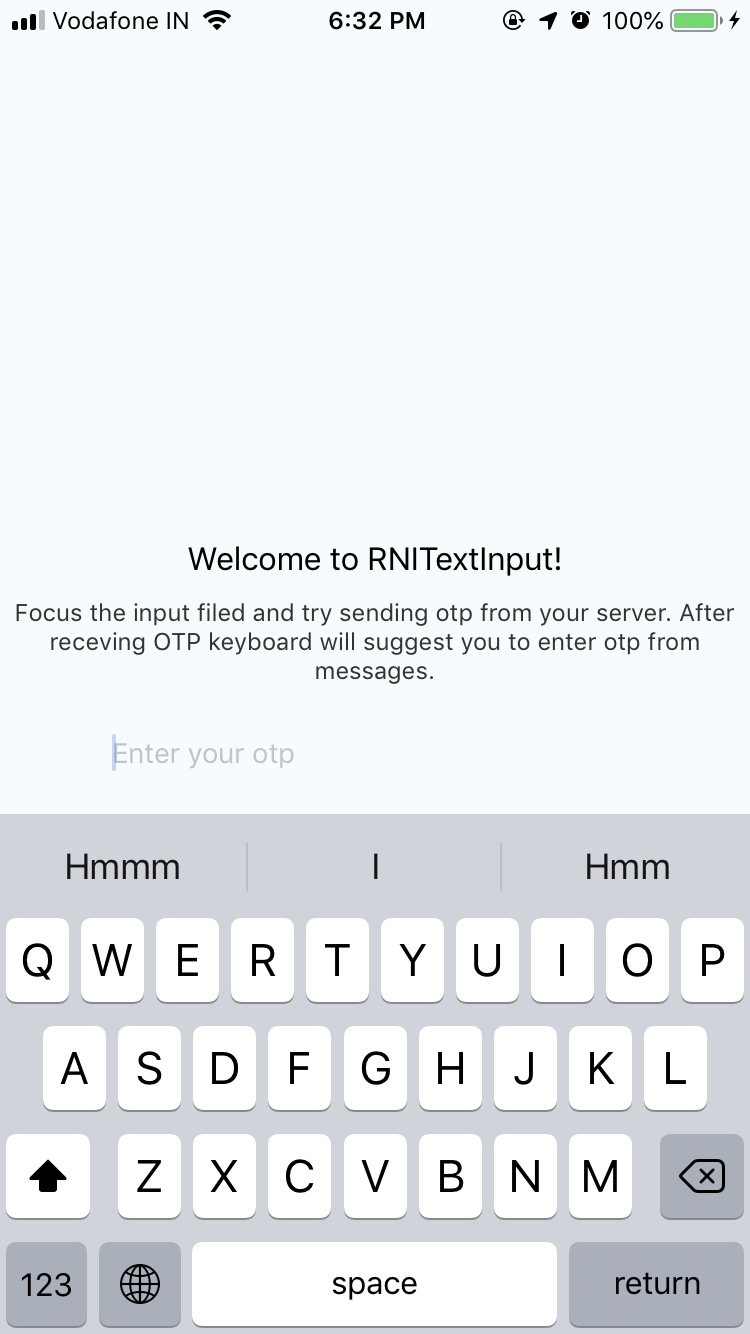 Vodafone IN 6:32 PM 100%
Welcome to RNITextInput!
Focus the input filed and try sending otp from your server. After
receving OTP keyboard will suggest you to enter otp from
messages.
Enter your otp
Hmmm I Hmm
Q W E R T Y U I O P
A S D F G H J K L
Z X C V B N M
123 space return